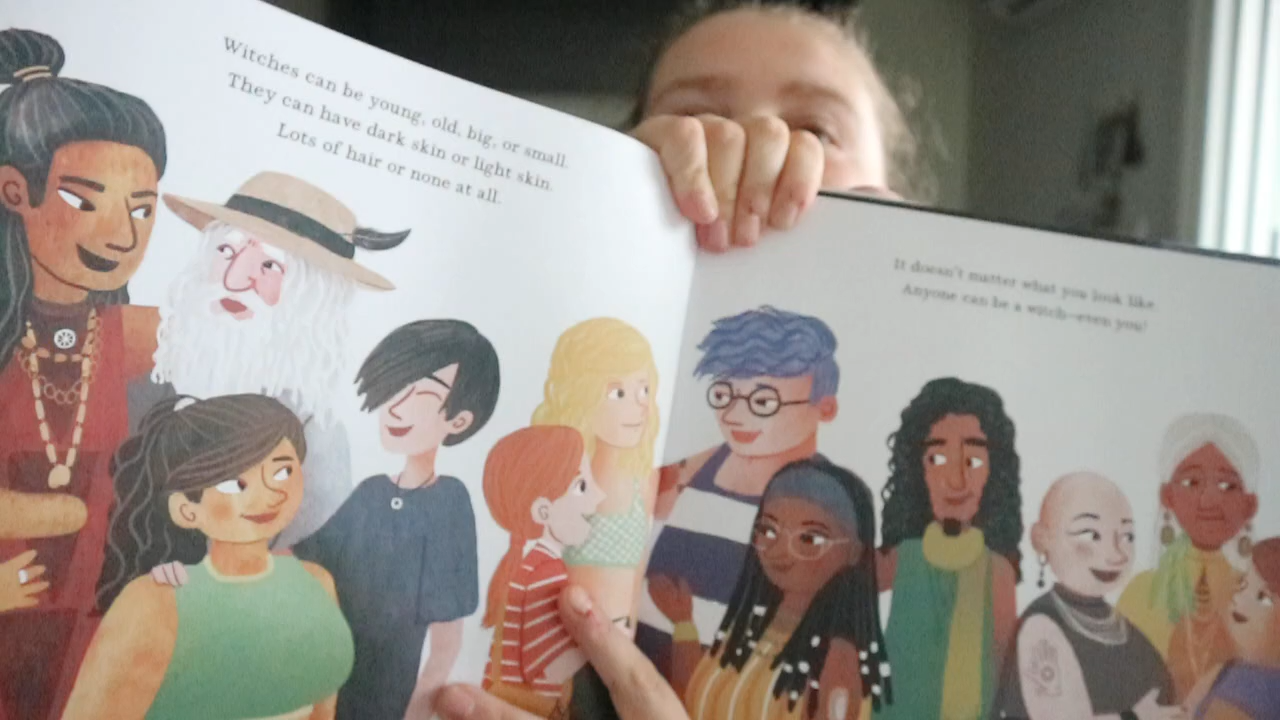 Witches can be young, old, big, or small.
They can have dark skin or light skin.
Lots of hair or none at all.
It doesn't matter what you look like.
Anyone can be a witch—even you!